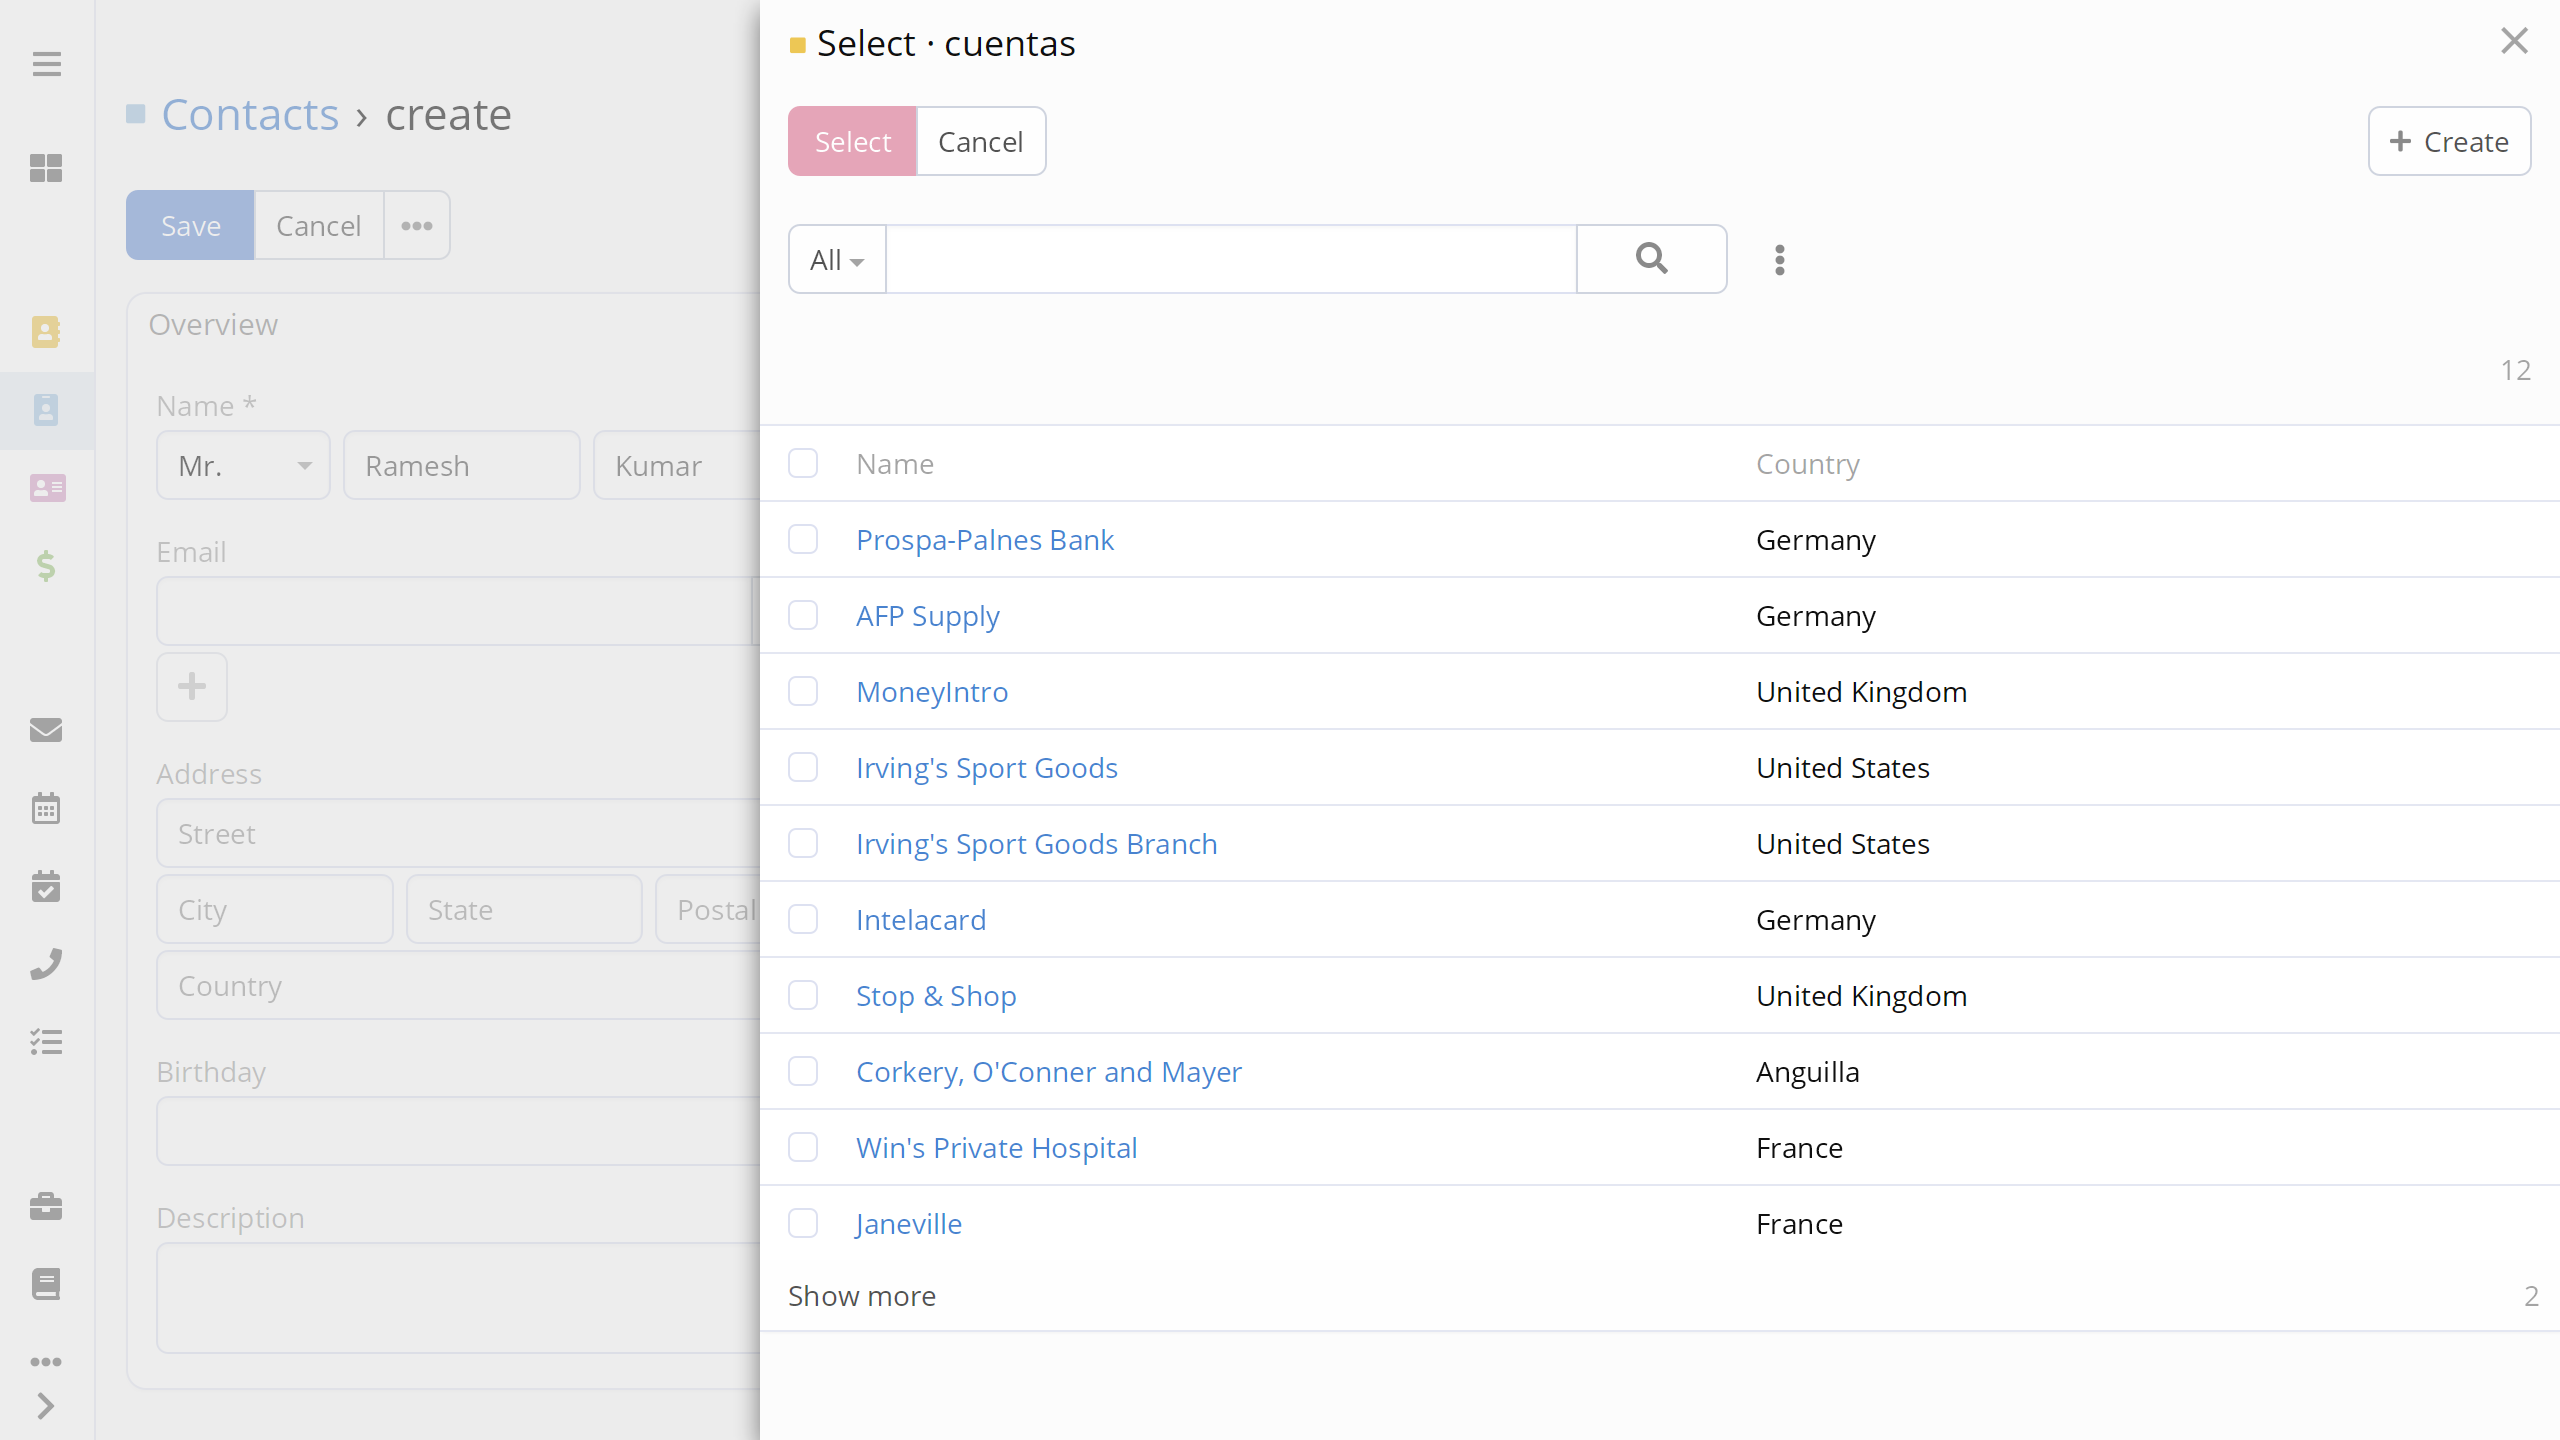 Contacts › create
Save
Cancel
Overview
Name *
Mr.
Ramesh
Kumar
Email
Address
Street
City
State
Postal
Country
Birthday
Description
Select · cuentas
Select
Cancel
Create
All
12
Name
Country
Prospa-Palnes Bank
Germany
AFP Supply
Germany
MoneyIntro
United Kingdom
Irving's Sport Goods
United States
Irving's Sport Goods Branch
United States
Intelacard
Germany
Stop & Shop
United Kingdom
Corkery, O'Conner and Mayer
Anguilla
Win's Private Hospital
France
Janeville
France
Show more
2